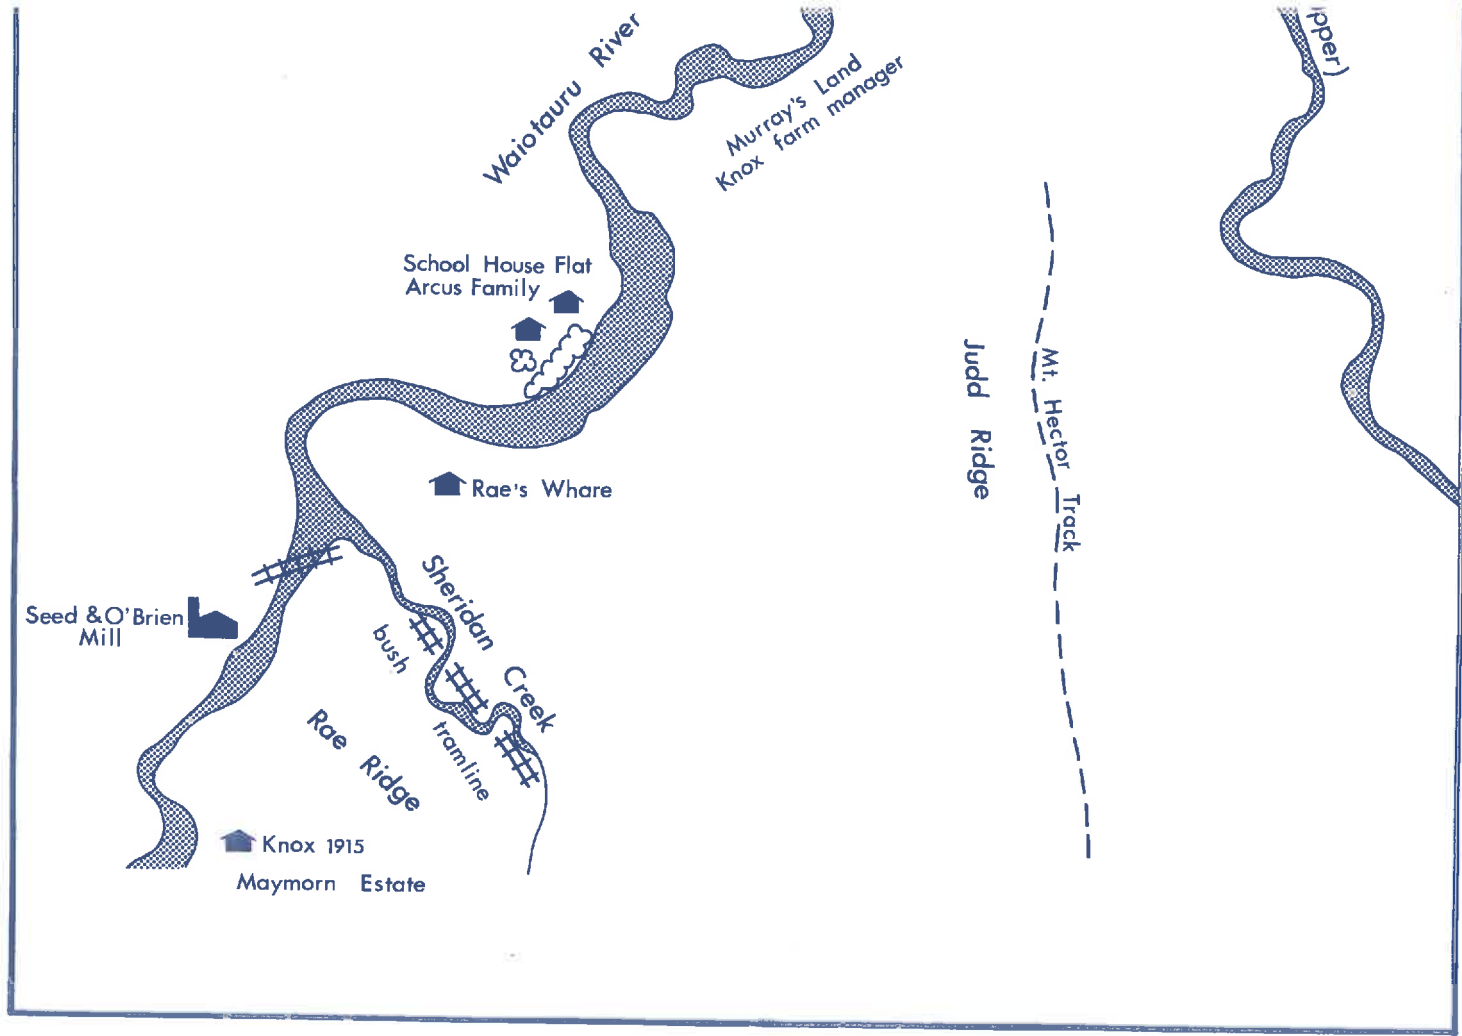 Waiotauru River
Murray's Land
Knox farm manager
School House Flat
Arcus Family
Judd Ridge
Mt. Hector Track
Rae's Whare
Sheridan Creek
Seed & O'Brien
Mill
bush tramline
Rae Ridge
Knox 1915
Maymorn Estate